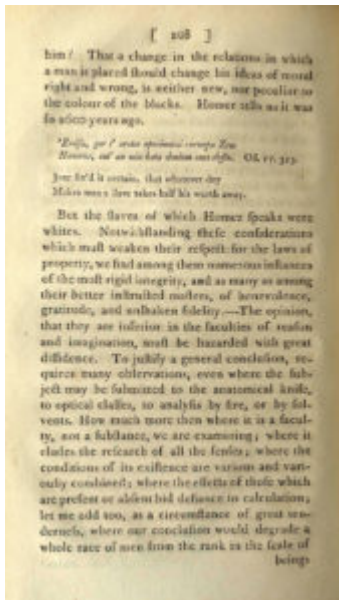 [ 208 ]
him? That a change in the relations in which
a man is placed should change his ideas of moral
right and wrong, is neither new, nor peculiar to
the colour of the blacks. Homer tells us it was
so 2600 years ago.
Od. 17. 323.
Jove fix'd it certain, that whatever day
Makes man a slave takes half his worth away.
But the slaves of which Homer speaks were
whites. Notwithstanding these considerations
which must weaken their respect for the laws of
property, we find among them numerous instances
of the most rigid integrity, and as many as among
their better instructed masters, of benevolence,
gratitude, and unshaken fidelity.—The opinion,
that they are inferior in the faculties of reason
and imagination, must be hazarded with great
diffidence. To justify a general conclusion, re-
quires many observations, even where the sub-
ject may be submitted to the anatomical knife,
to optical classes, to analysis by fire, or by sol-
vents. How much more then where it is a facul-
ty, not a substance, we are examining; where it
eludes the research of all the senses; where the
conditions of its existence are various and vari-
ously combined; where the effects of those which
are present or absent bid defiance to calculation;
let me add too, as a circumstance of great ten-
derness, where our conclusion would degrade a
whole race of men from the rank in the scale of
beings